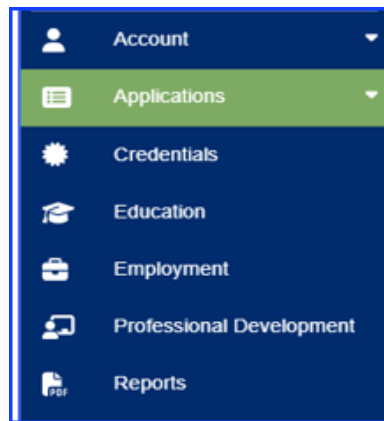 Account
Applications
Credentials
Education
Employment
Professional Development
PDF
Reports